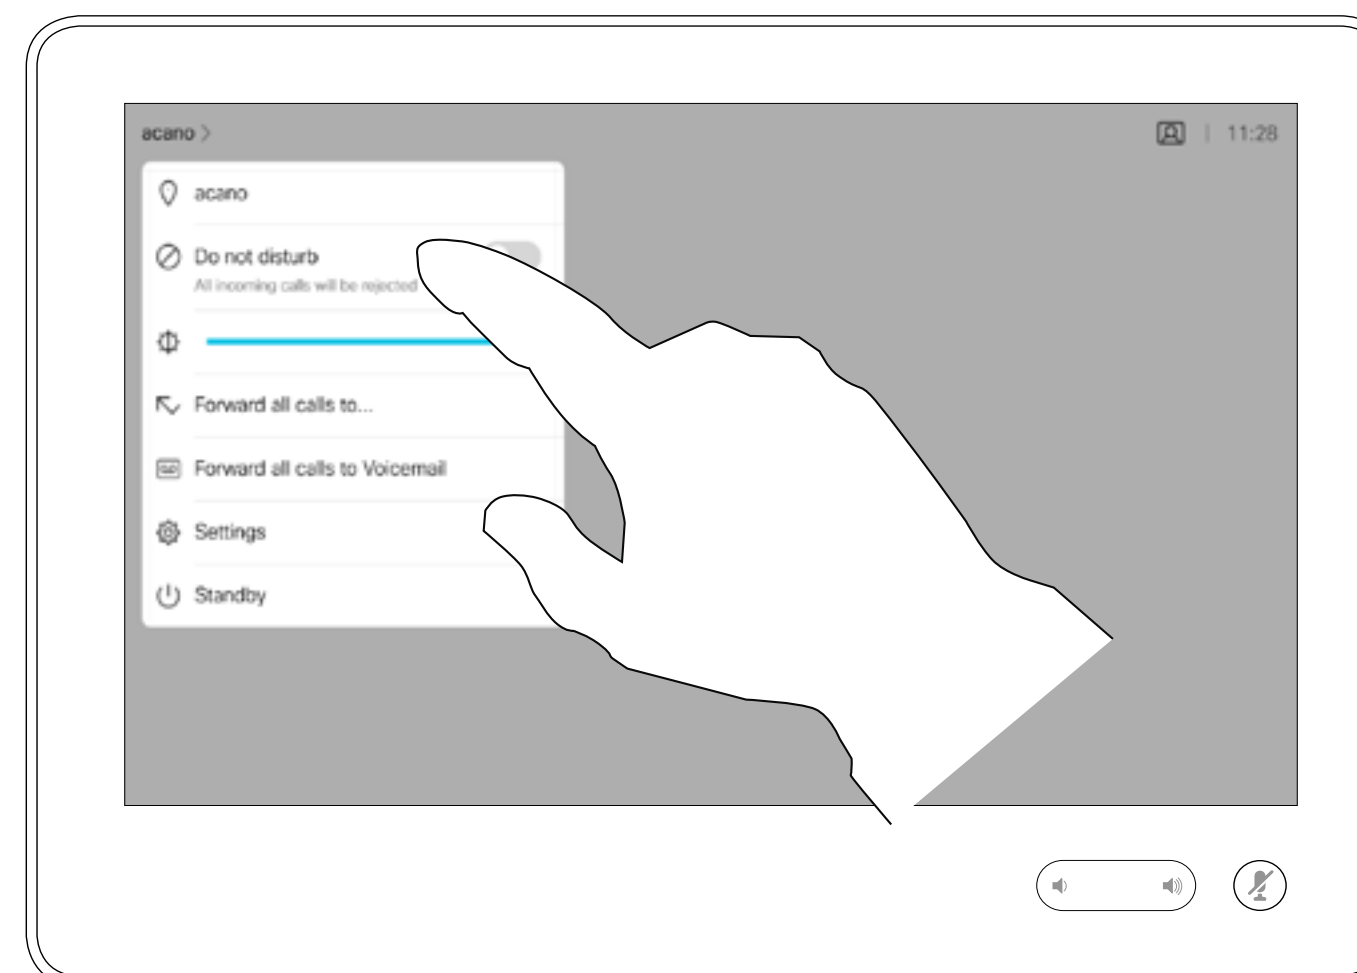 acano >
11:28
acano
Do not disturb
All incoming calls will be rejected
Forward all calls to...
Forward all calls to Voicemail
Settings
Standby